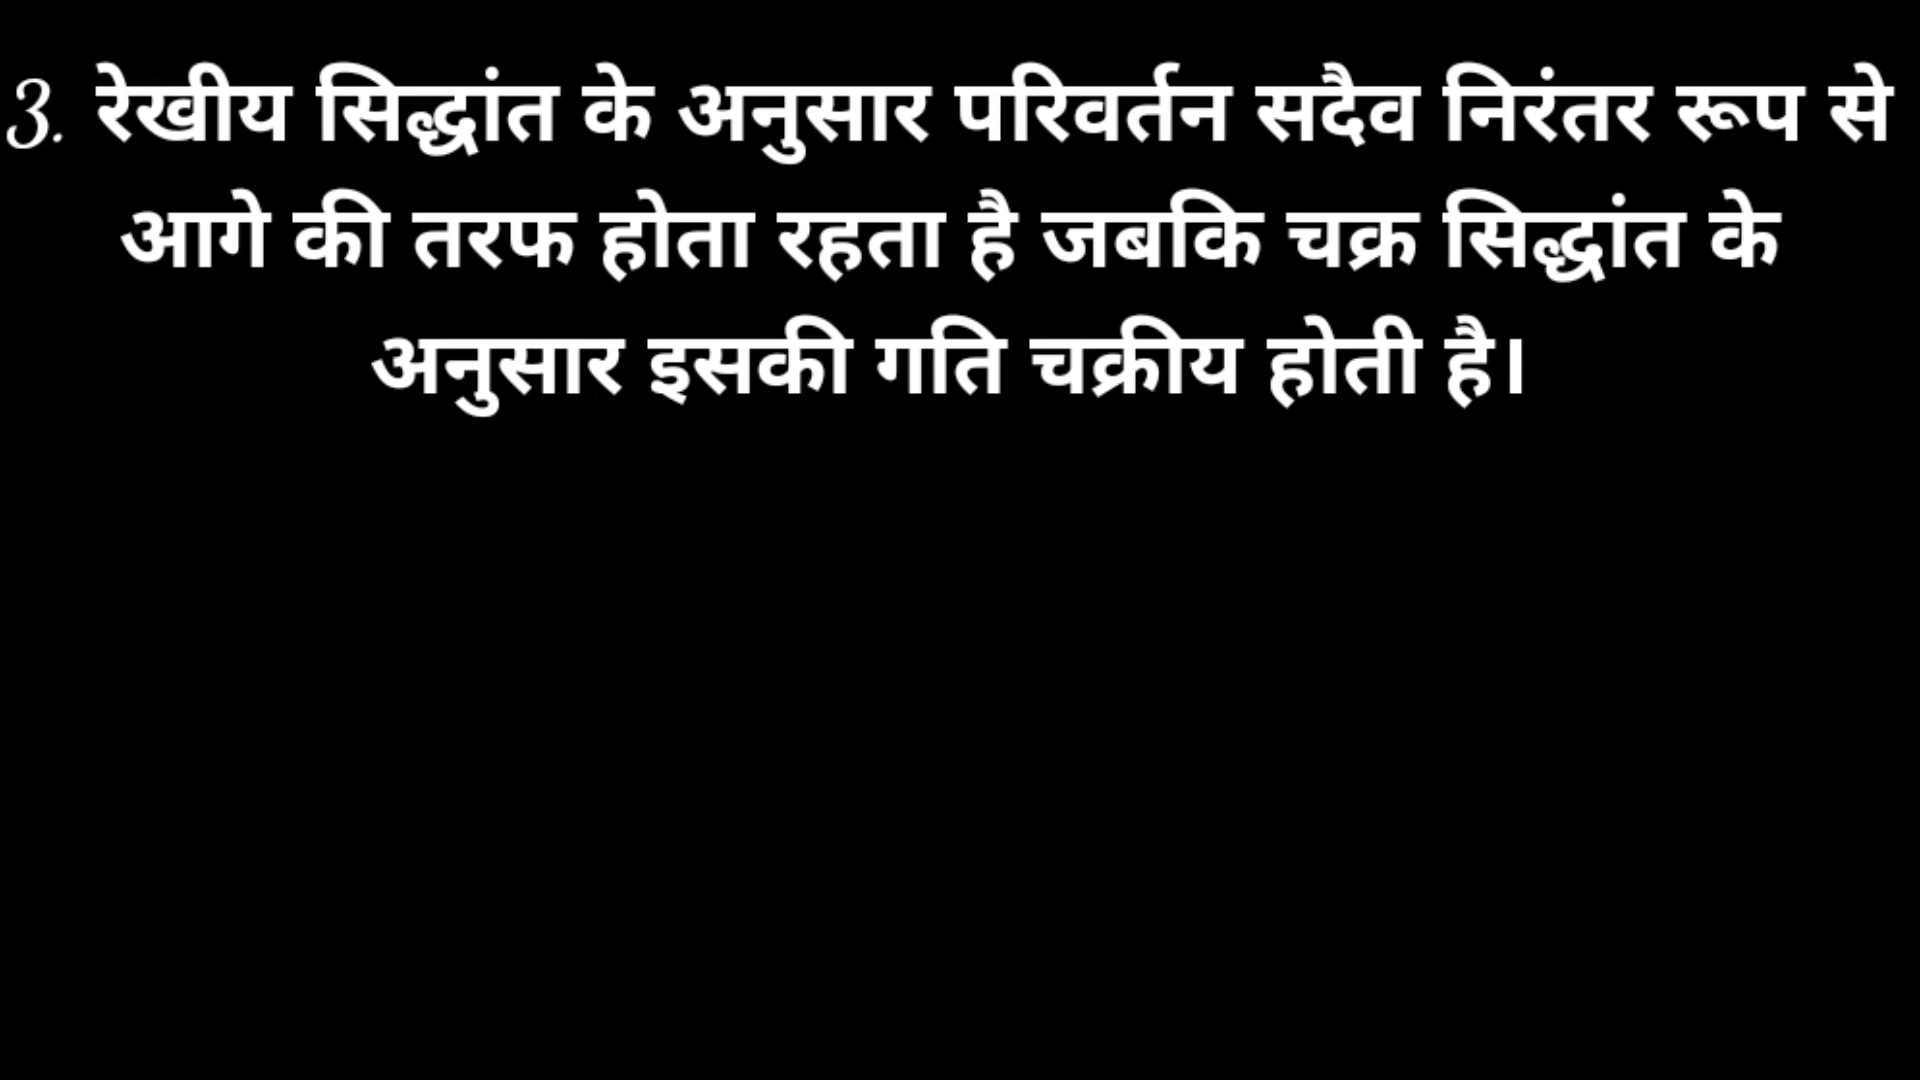 3. रेखीय सिद्धांत के अनुसार परिवर्तन सदैव निरंतर रूप से
आगे की तरफ होता रहता है जबकि चक्र सिद्धांत के
अनुसार इसकी गति चक्रीय होती है।